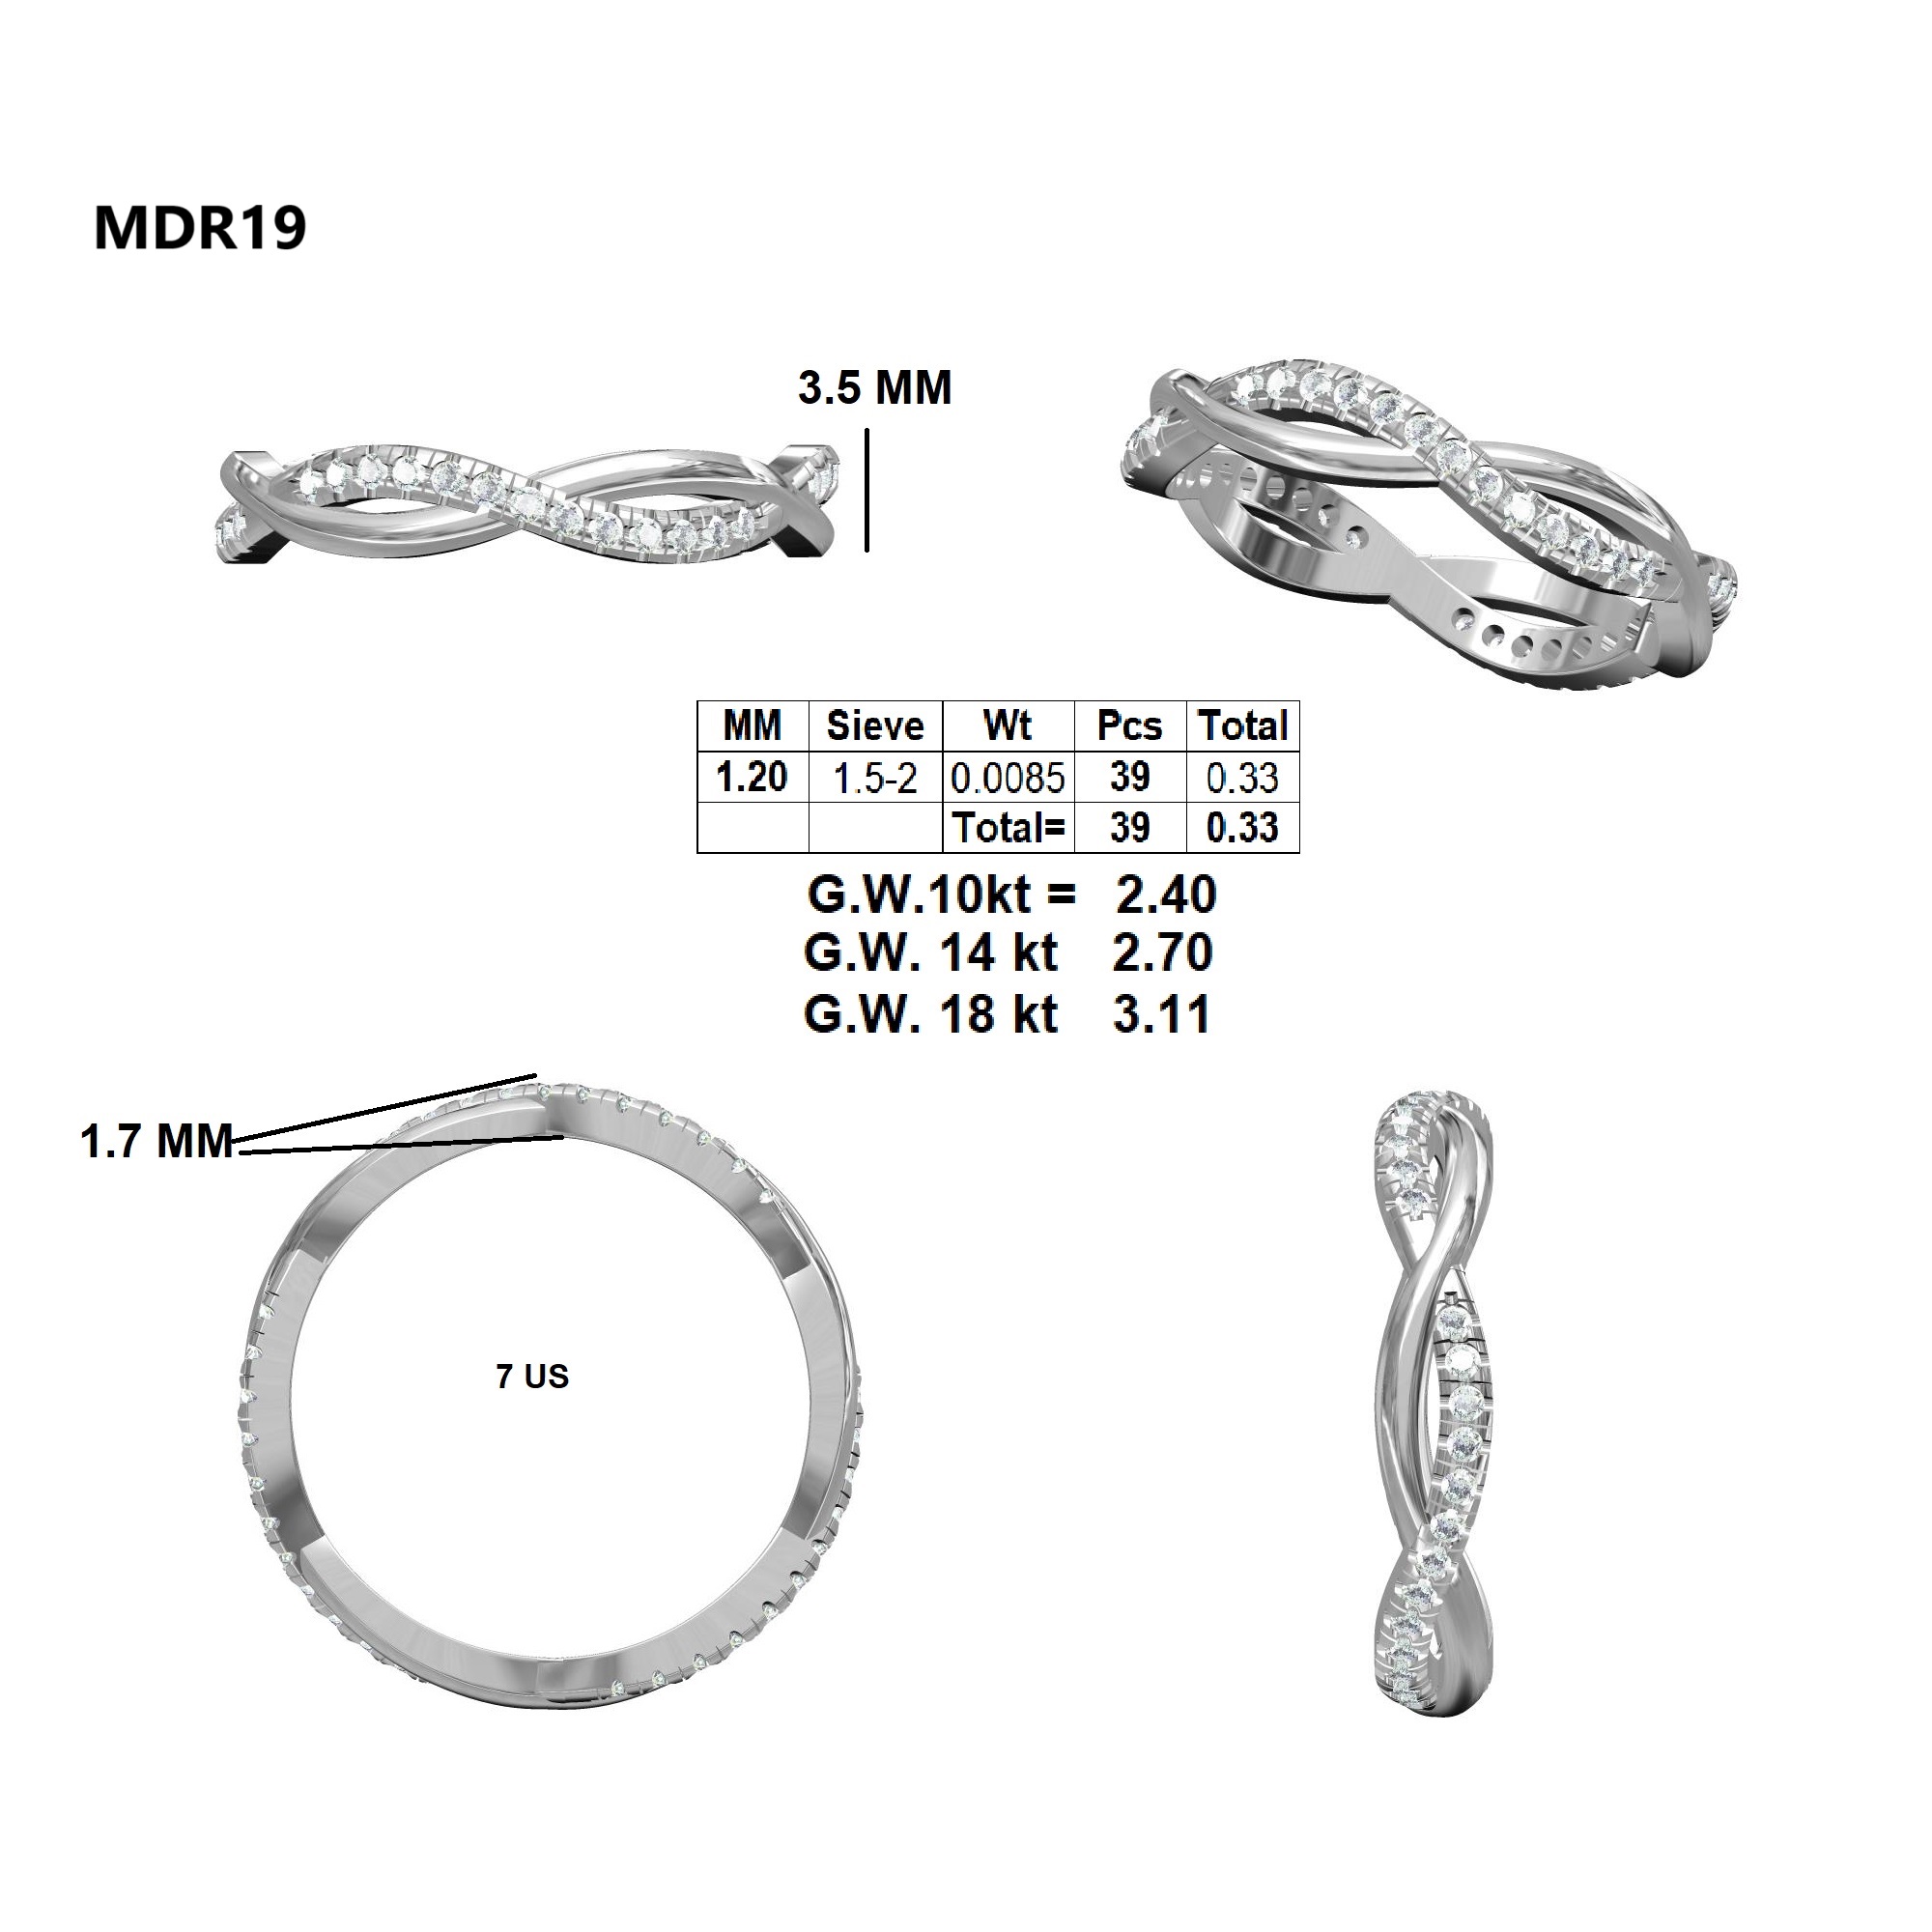 MDR19
3.5 MM
MM Sieve Wt Pcs Total
1.20 1.5-2 0.0085 39 0.33
Total= 39 0.33
G.W.10kt = 2.40
G.W. 14 kt 2.70
G.W. 18 kt 3.11
1.7 MM
7 US